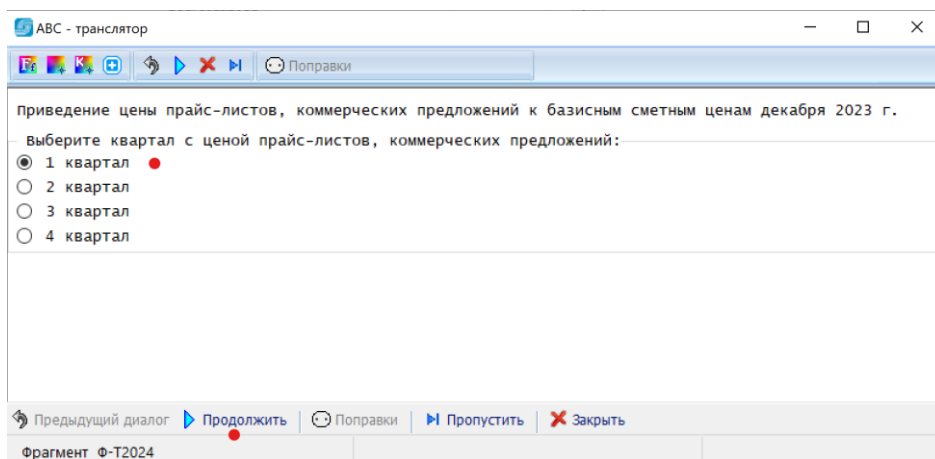 АВС - транслятор
Поправки
Приведение цены прайс-листов, коммерческих предложений к базисным сметным ценам декабря 2023 г.
Выберите квартал с ценой прайс-листов, коммерческих предложений:
1 квартал
2 квартал
3 квартал
4 квартал
Предыдущий диалог Продолжить Поправки Пропустить Закрыть
Фрагмент Ф-Т2024